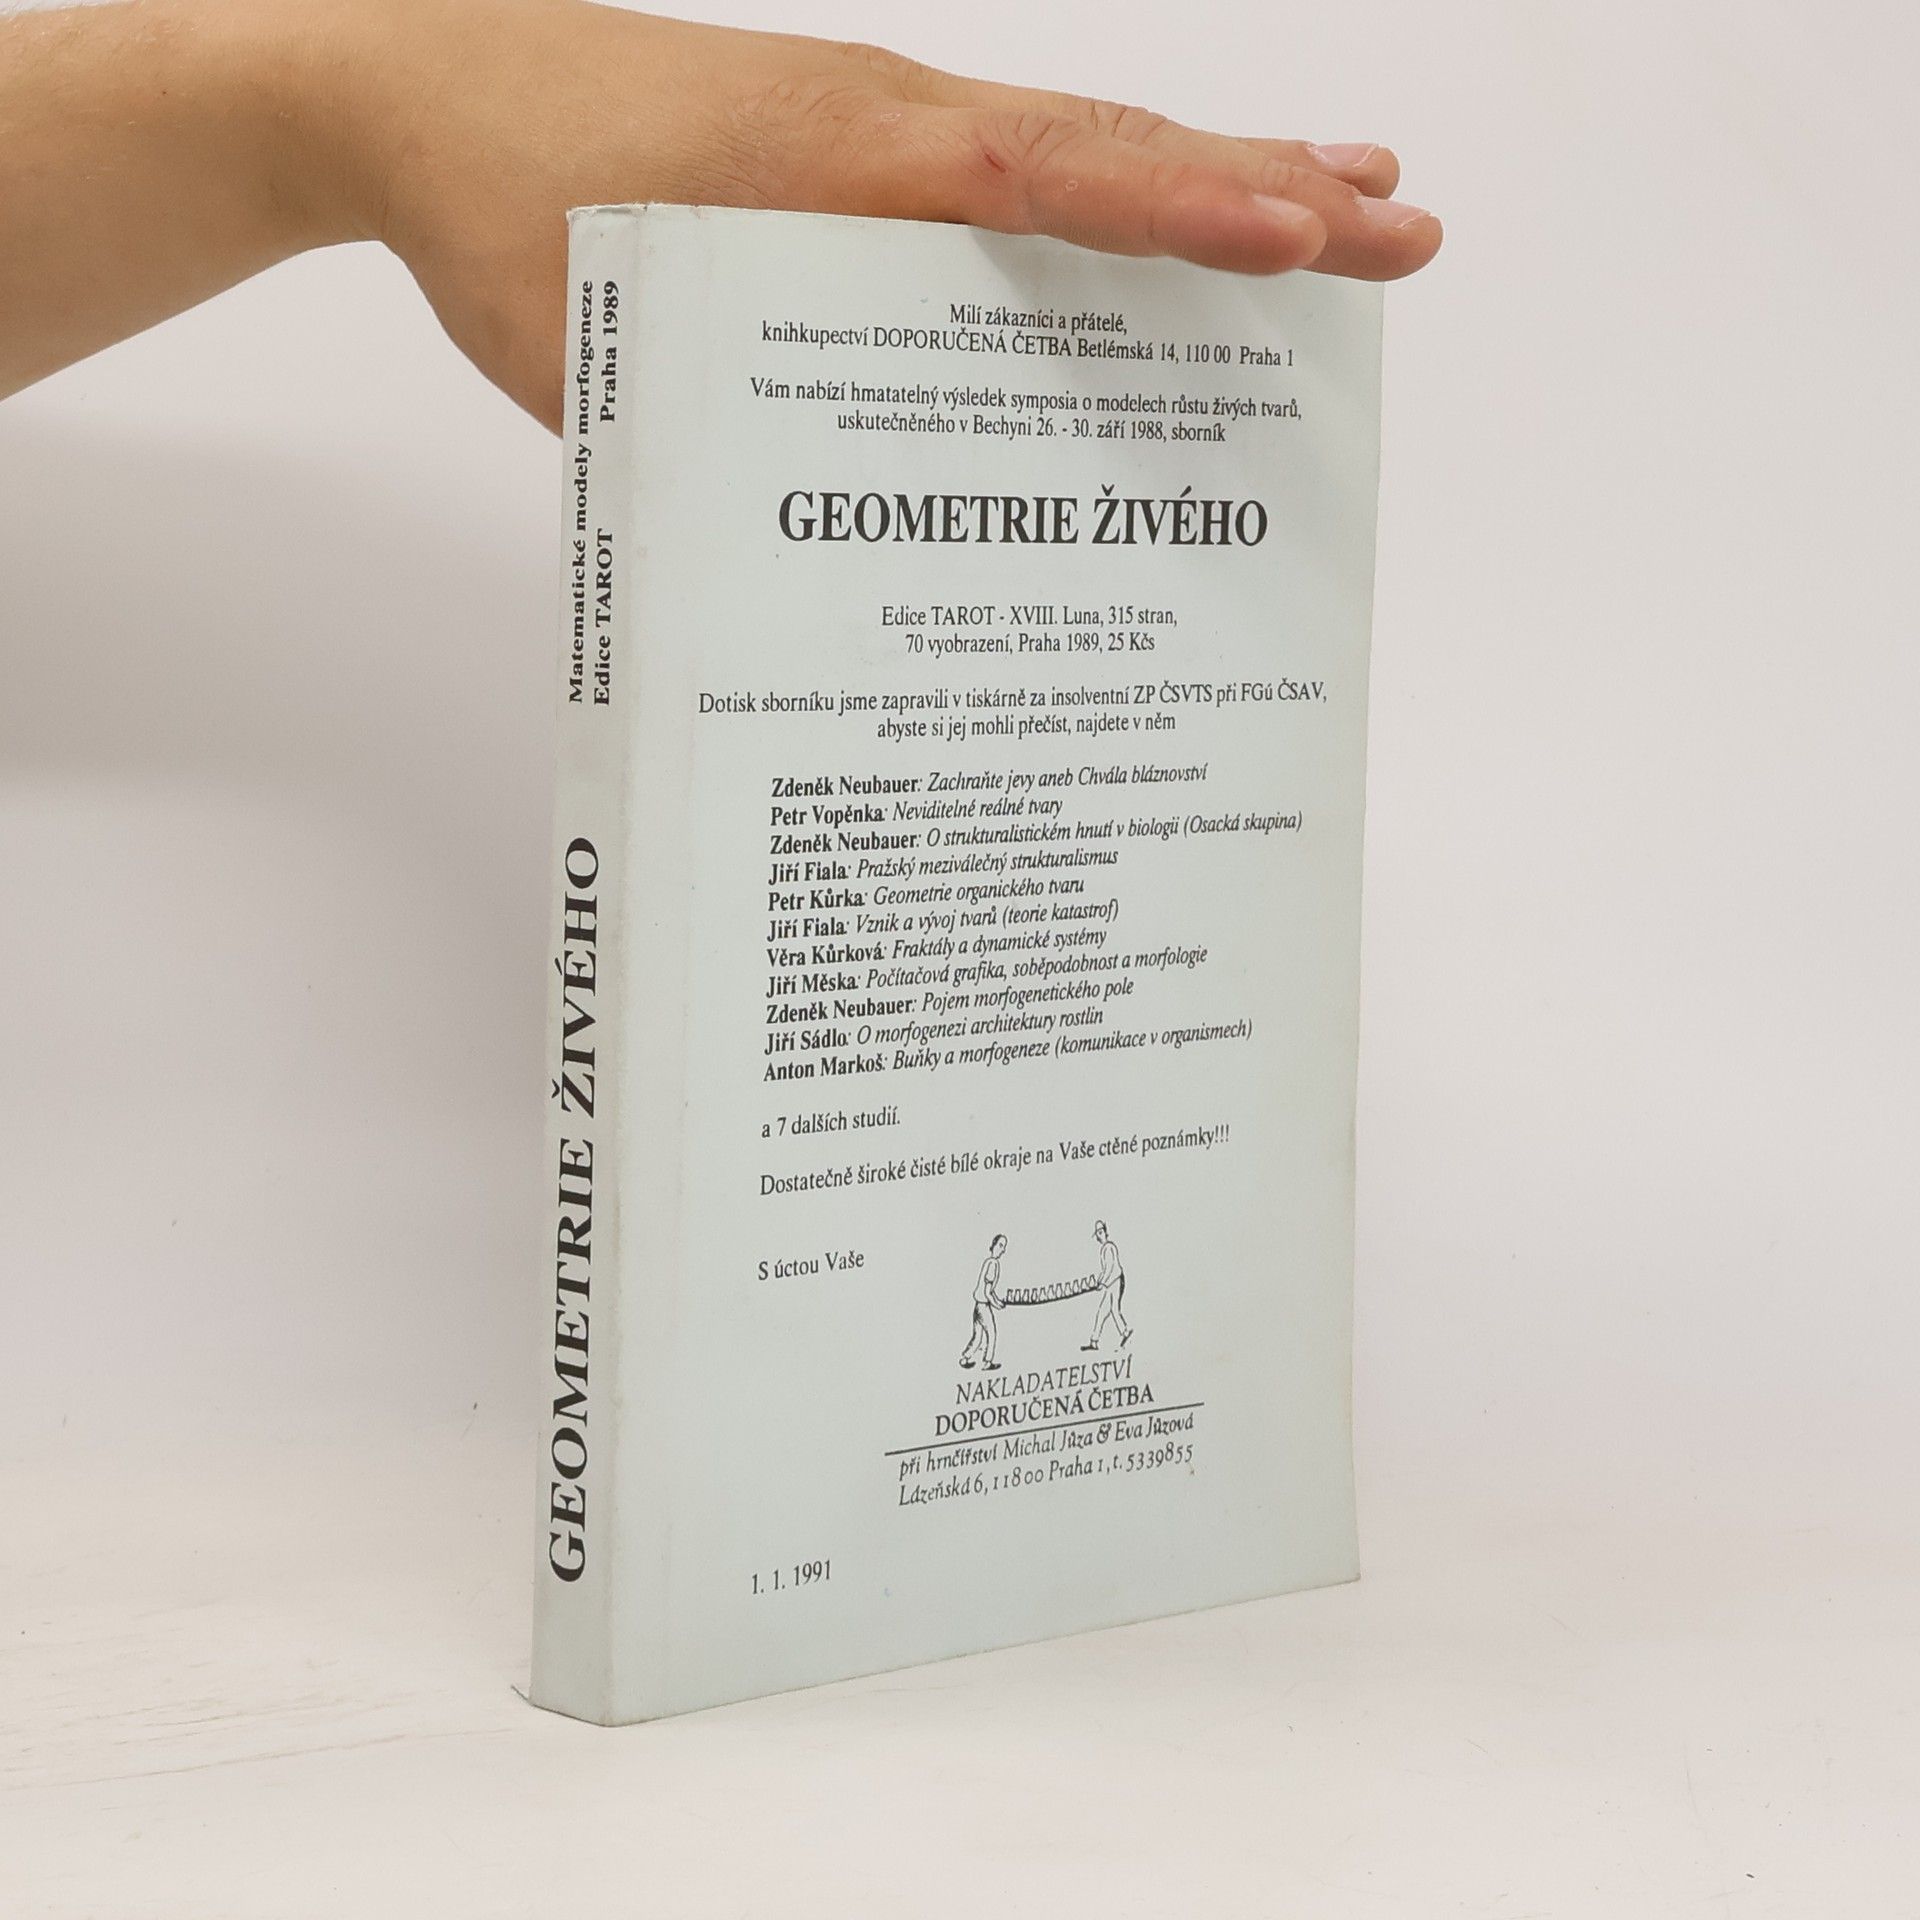 Matematické modely morfogeneze
Edice TAROT Praha 1989
GEOMETRIE ŽIVÉHO
Milí zákazníci a přátelé,
knihkupectví DOPORUČENÁ ČETBA Betlémská 14, 110 00 Praha 1
Vám nabízí hmatatelný výsledek symposia o modelech růstu živých tvarů,
uskutečněného v Bechyni 26. - 30. září 1988, sborník
GEOMETRIE ŽIVÉHO
Edice TAROT - XVIII. Luna, 315 stran,
70 vyobrazení, Praha 1989, 25 Kčs
Dotisk sborníku jsme zapravili v tiskárně za insolventní ZP ČSVTS při FGú ČSAV,
abyste si jej mohli přečíst, najdete v něm
Zdeněk Neubauer: Zachraňte jevy aneb Chvála bláznovství
Petr Vopěnka: Neviditelné reálné tvary
Zdeněk Neubauer: O strukturalistickém hnutí v biologii (Osacká skupina)
Jiří Fiala: Pražský meziválečný strukturalismus
Petr Kůrka: Geometrie organického tvaru
Jiří Fiala: Vznik a vývoj tvarů (teorie katastrof)
Věra Kůrková: Fraktály a dynamické systémy
Jiří Měska: Počítačová grafika, soběpodobnost a morfologie
Zdeněk Neubauer: Pojem morfogenetického pole
Jiří Sádlo: O morfogenezi architektury rostlin
Anton Markoš: Buňky a morfogeneze (komunikace v organismech)
a 7 dalších studií.
Dostatečně široké čisté bílé okraje na Vaše ctěné poznámky!!!
S úctou Vaše
NAKLADATELSTVÍ
DOPORUČENÁ ČETBA
při hrnčířství Michal Jůza & Eva Jůzová
Lázeňská 6, 118 00 Praha 1, t. 5339855
1. 1. 1991